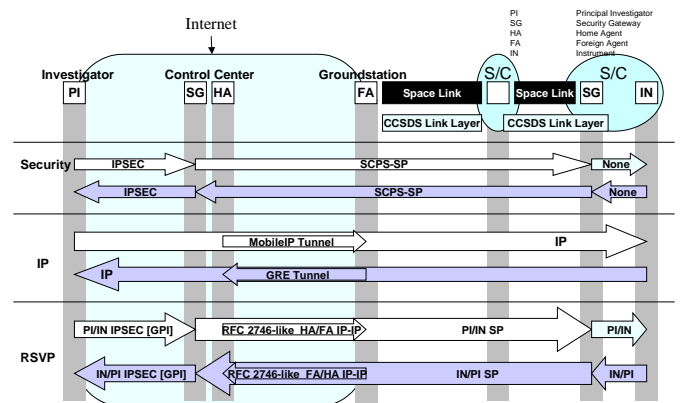 Internet
PI Principal Investigator
SG Security Gateway
HA Home Agent
FA Foreign Agent
IN Instrument
Investigator Control Center Groundstation S/C S/C
PI SG HA FA Space Link Space Link SG IN
CCSDS Link Layer CCSDS Link Layer
Security IPSEC SCPS-SP None
IPSEC SCPS-SP None
MobileIP Tunnel IP
IP
IP GRE Tunnel
PI/IN IPSEC [GPI] RFC 2746-like HA/FA IP-IP PI/IN SP PI/IN
RSVP
IN/PI IPSEC [GPI] RFC 2746-like FA/HA IP-IP IN/PI SP IN/PI